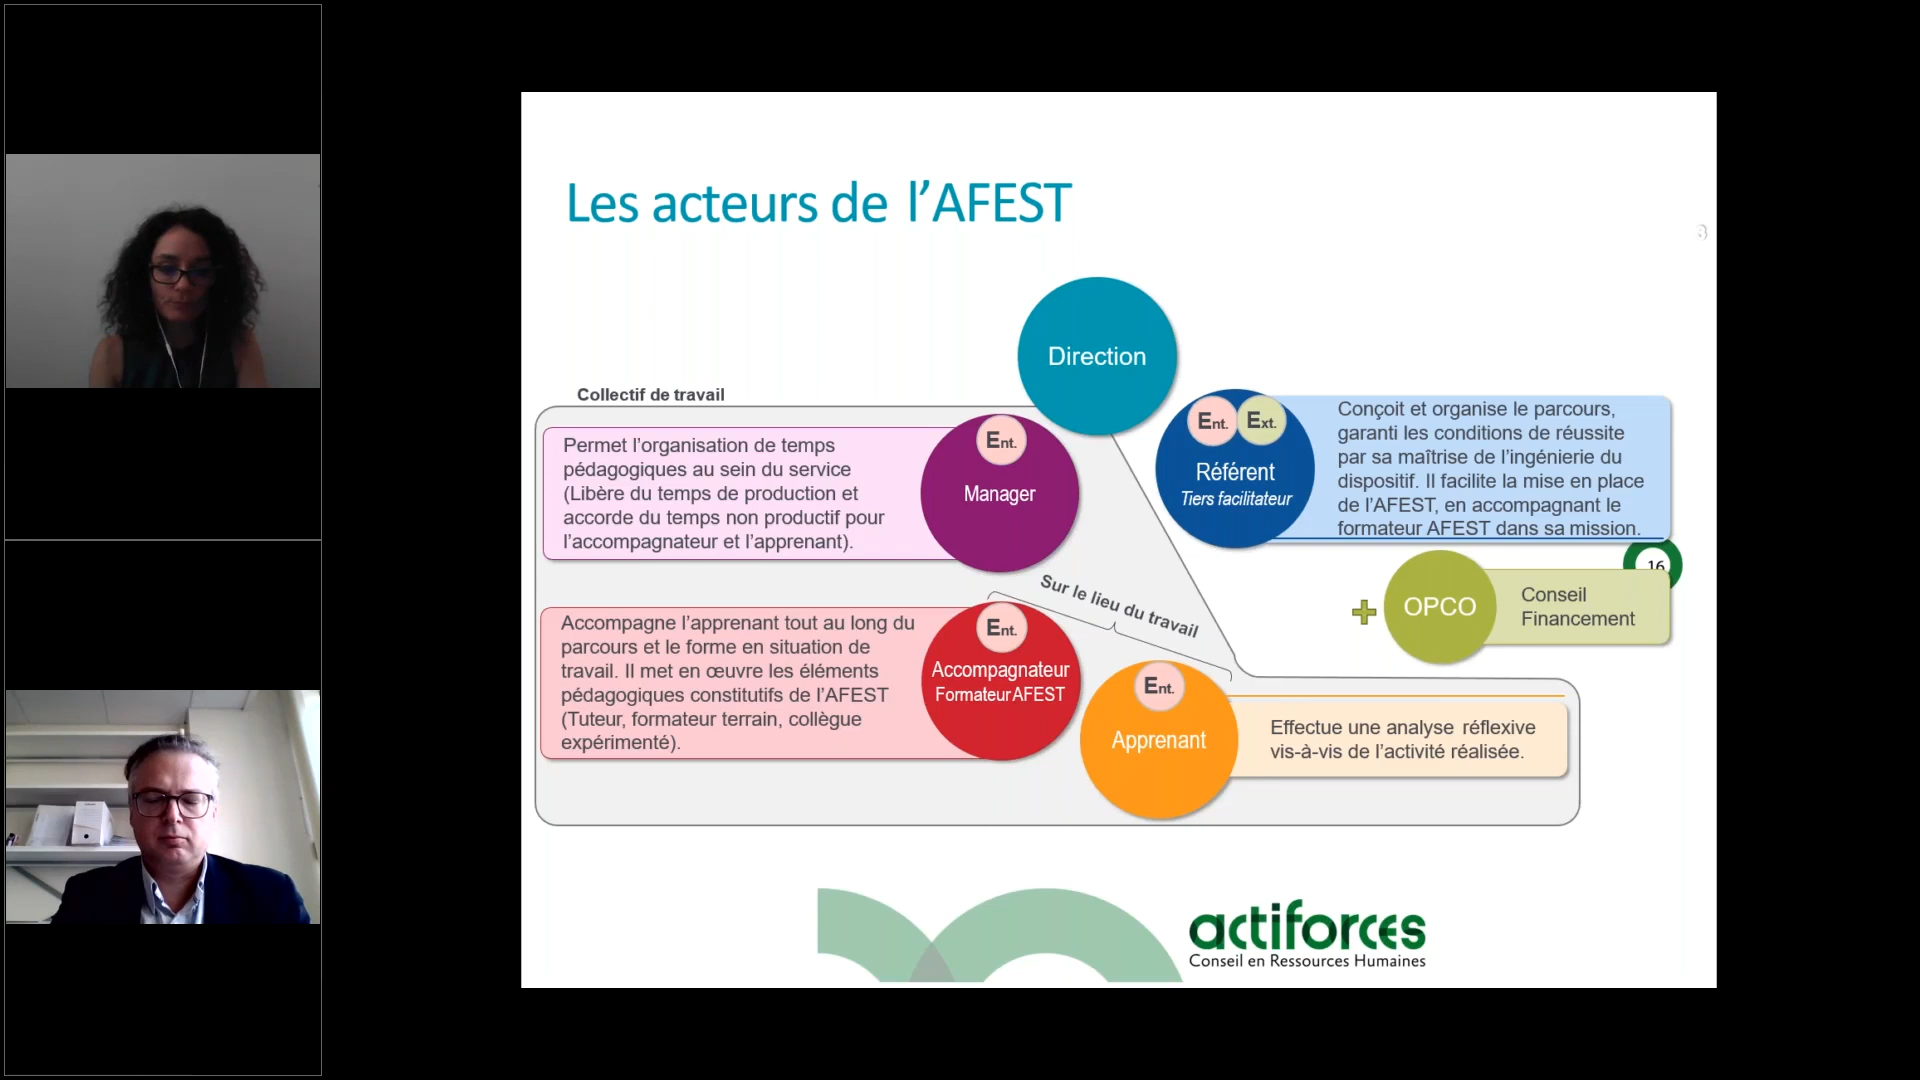 Les acteurs de l’AFEST
Direction
Collectif de travail
Permet l’organisation de temps
pédagogiques au sein du service
(Libère du temps de production et
accorde du temps non productif pour
l’accompagnateur et l’apprenant).
Ent.
Manager
Ent.
Ext.
Référent
Tiers facilitateur
Conçoit et organise le parcours,
garanti les conditions de réussite
par sa maîtrise de l’ingénierie du
dispositif. Il facilite la mise en place
de l’AFEST, en accompagnant le
formateur AFEST dans sa mission.
16
OPCO
Conseil
Financement
Sur le lieu du travail
Accompagne l’apprenant tout au long du
parcours et le forme en situation de
travail. Il met en œuvre les éléments
pédagogiques constitutifs de l’AFEST
(Tuteur, formateur terrain, collègue
expérimenté).
Ent.
Accompagnateur
Formateur AFEST
Ent.
Apprenant
Effectue une analyse réflexive
vis-à-vis de l’activité réalisée.
actiforces
Conseil en Ressources Humaines